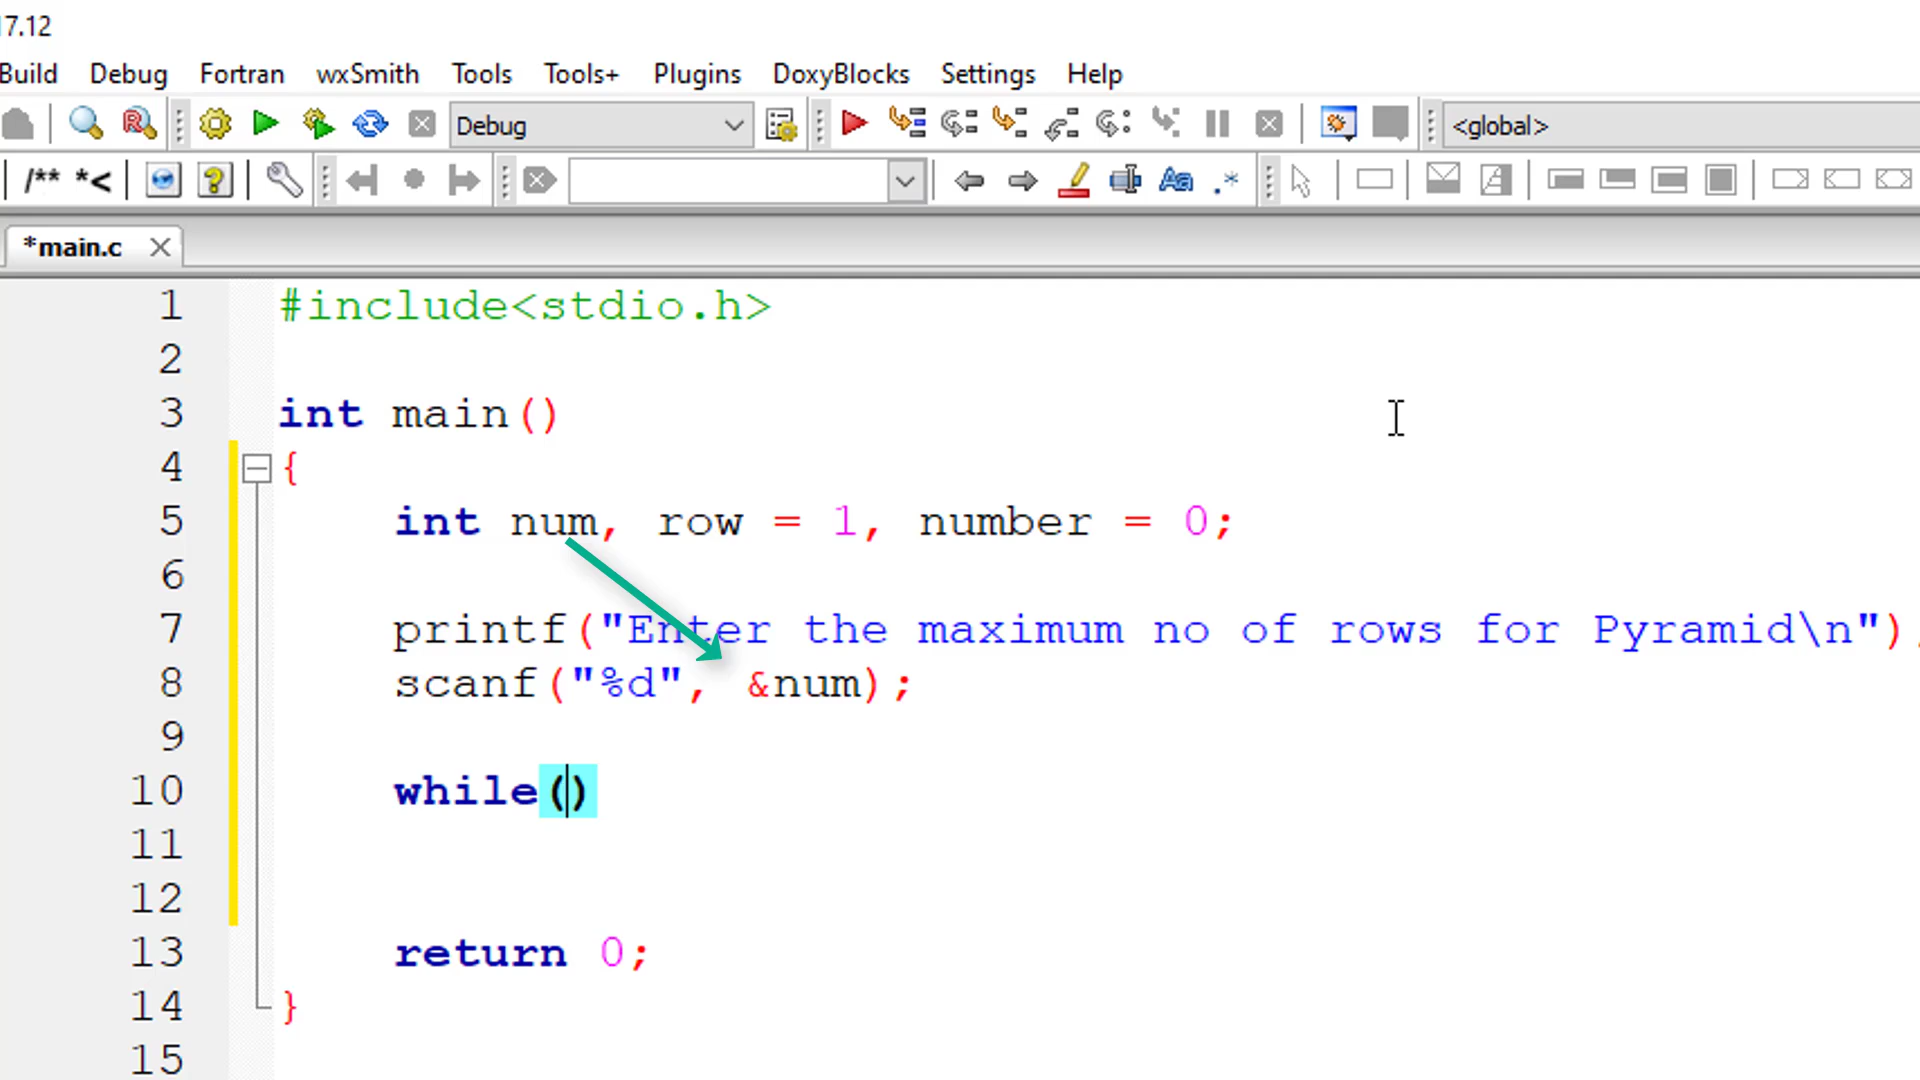 17.12
Build Debug Fortran wxSmith Tools Tools+ Plugins DoxyBlocks Settings Help
Debug <global>
/** *<
*main.c
1 #include<stdio.h>
2
3 int main()
4 {
5 int num, row = 1, number = 0;
6
7 printf("Enter the maximum no of rows for Pyramid\n")
8 scanf("%d", &num);
9
10 while()
11
12
13 return 0;
14 }
15